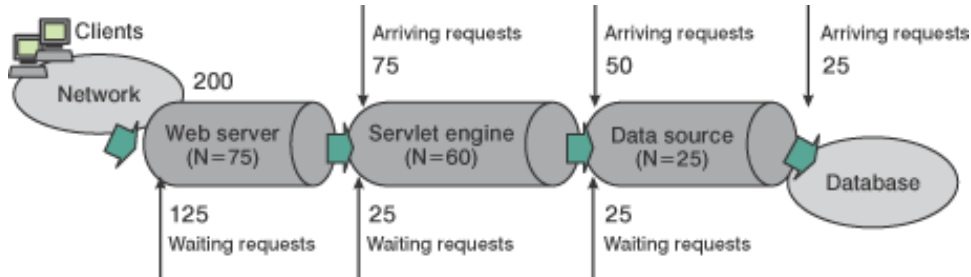 Clients
Arriving requests
Arriving requests
Arriving requests
75
50
25
200
Network
Web server
(N=75)
Servlet engine
(N=60)
Data source
(N=25)
Database
125
25
25
Waiting requests
Waiting requests
Waiting requests